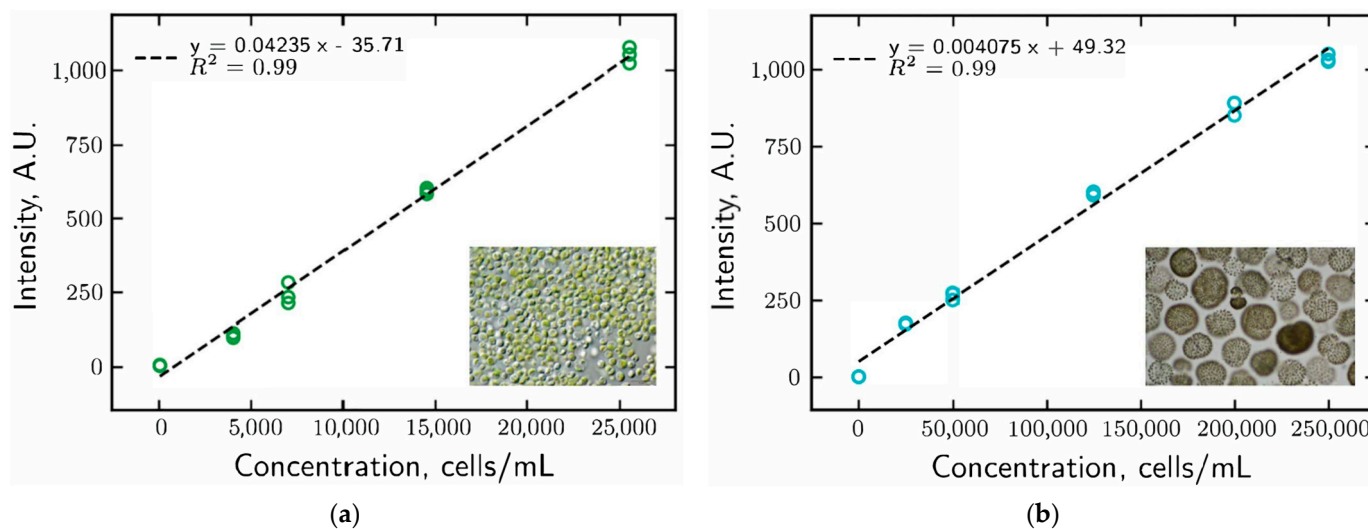 y = 0.04235 x - 35.71
R² = 0.99
1,000
750
500
250
0
Intensity, A.U.
0 5,000 10,000 15,000 20,000 25,000
Concentration, cells/mL
(a)
y = 0.004075 x + 49.32
R² = 0.99
1,000
750
500
250
0
Intensity, A.U.
0 50,000 100,000 150,000 200,000 250,000
Concentration, cells/mL
(b)